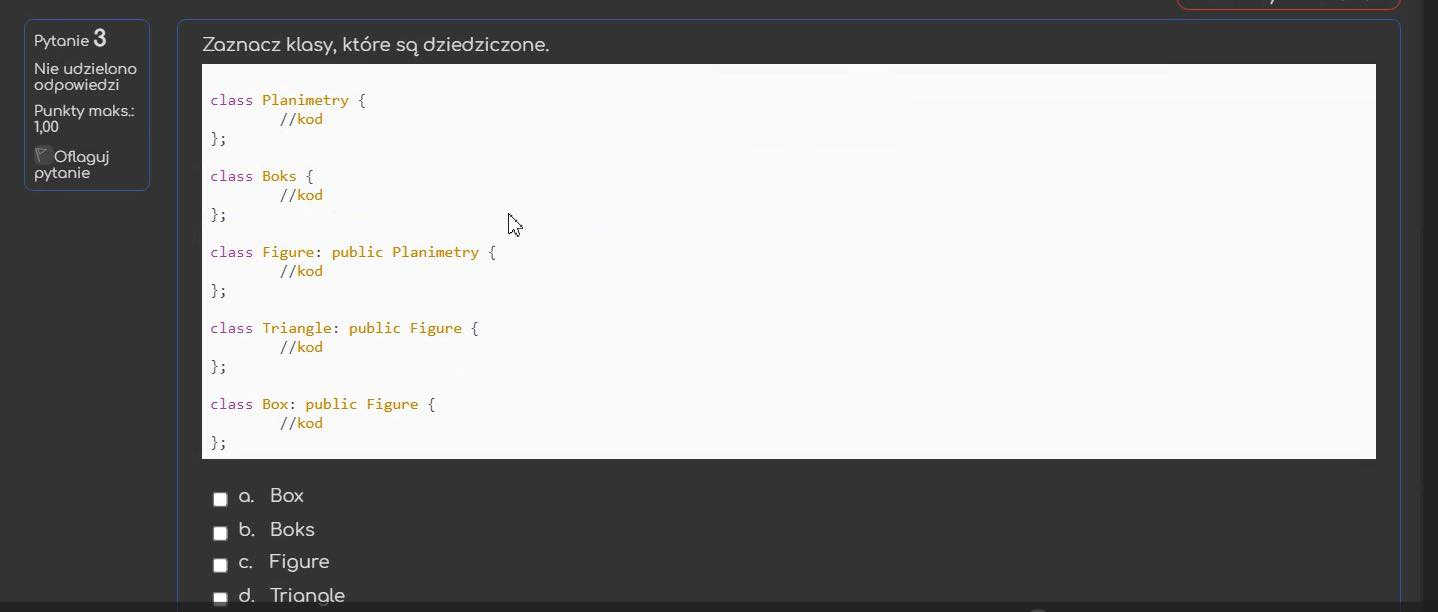 Pytanie 3
Nie udzielono
odpowiedzi
Punkty maks.:
1,00
Oflaguj
pytanie
Zaznacz klasy, które są dziedziczone.
class Planimetry {
//kod
};
class Boks {
//kod
};
class Figure: public Planimetry {
//kod
};
class Triangle: public Figure {
//kod
};
class Box: public Figure {
//kod
};
a. Box
b. Boks
c. Figure
d. Triangle